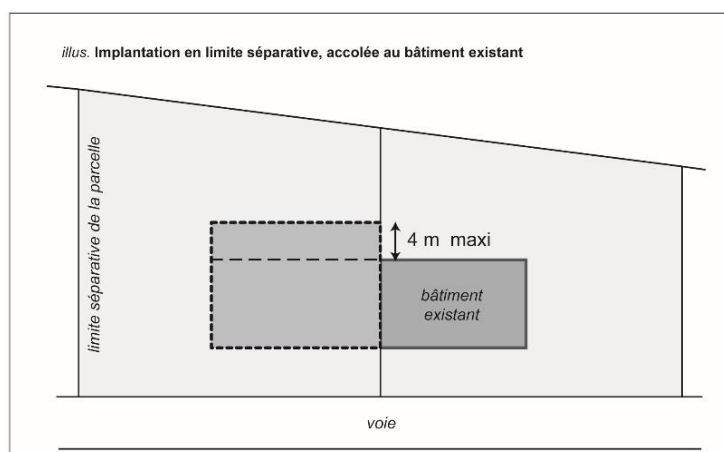 illus. Implantation en limite séparative, accolée au bâtiment existant
limite séparative de la parcelle
4 m maxi
bâtiment
existant
voie